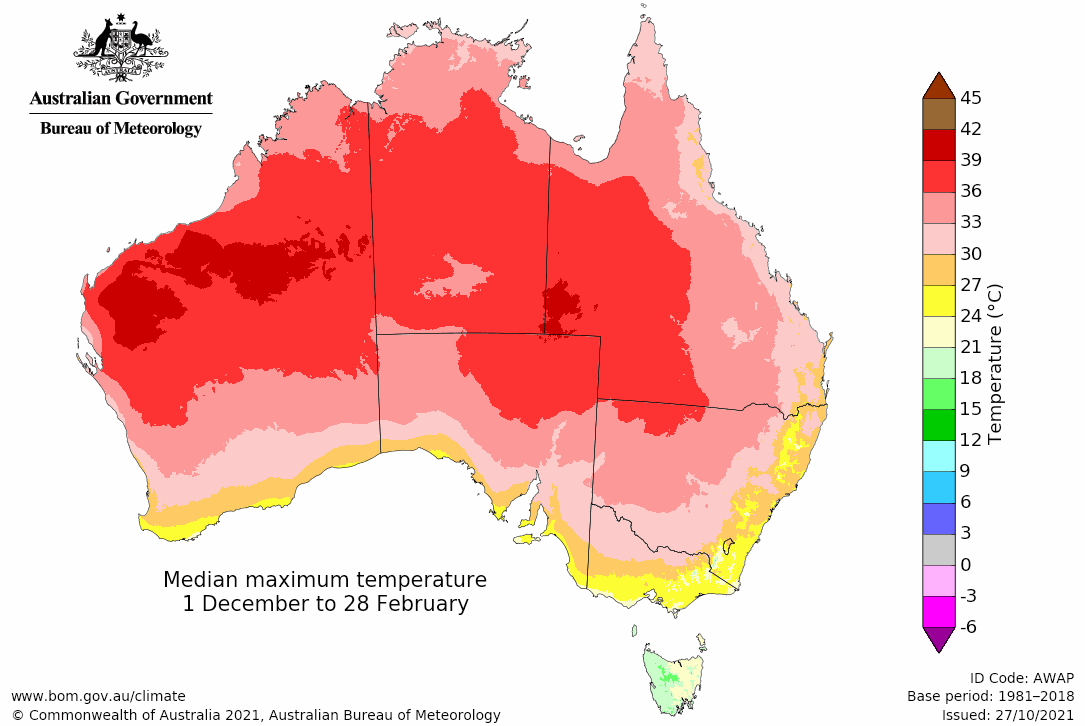 Australian Government
Bureau of Meteorology
45
42
39
36
33
30
27
24
21
18
15
12
9
6
3
0
-3
-6
Temperature (°C)
Median maximum temperature
1 December to 28 February
www.bom.gov.au/climate
© Commonwealth of Australia 2021, Australian Bureau of Meteorology
ID Code: AWAP
Base period: 1981–2018
Issued: 27/10/2021